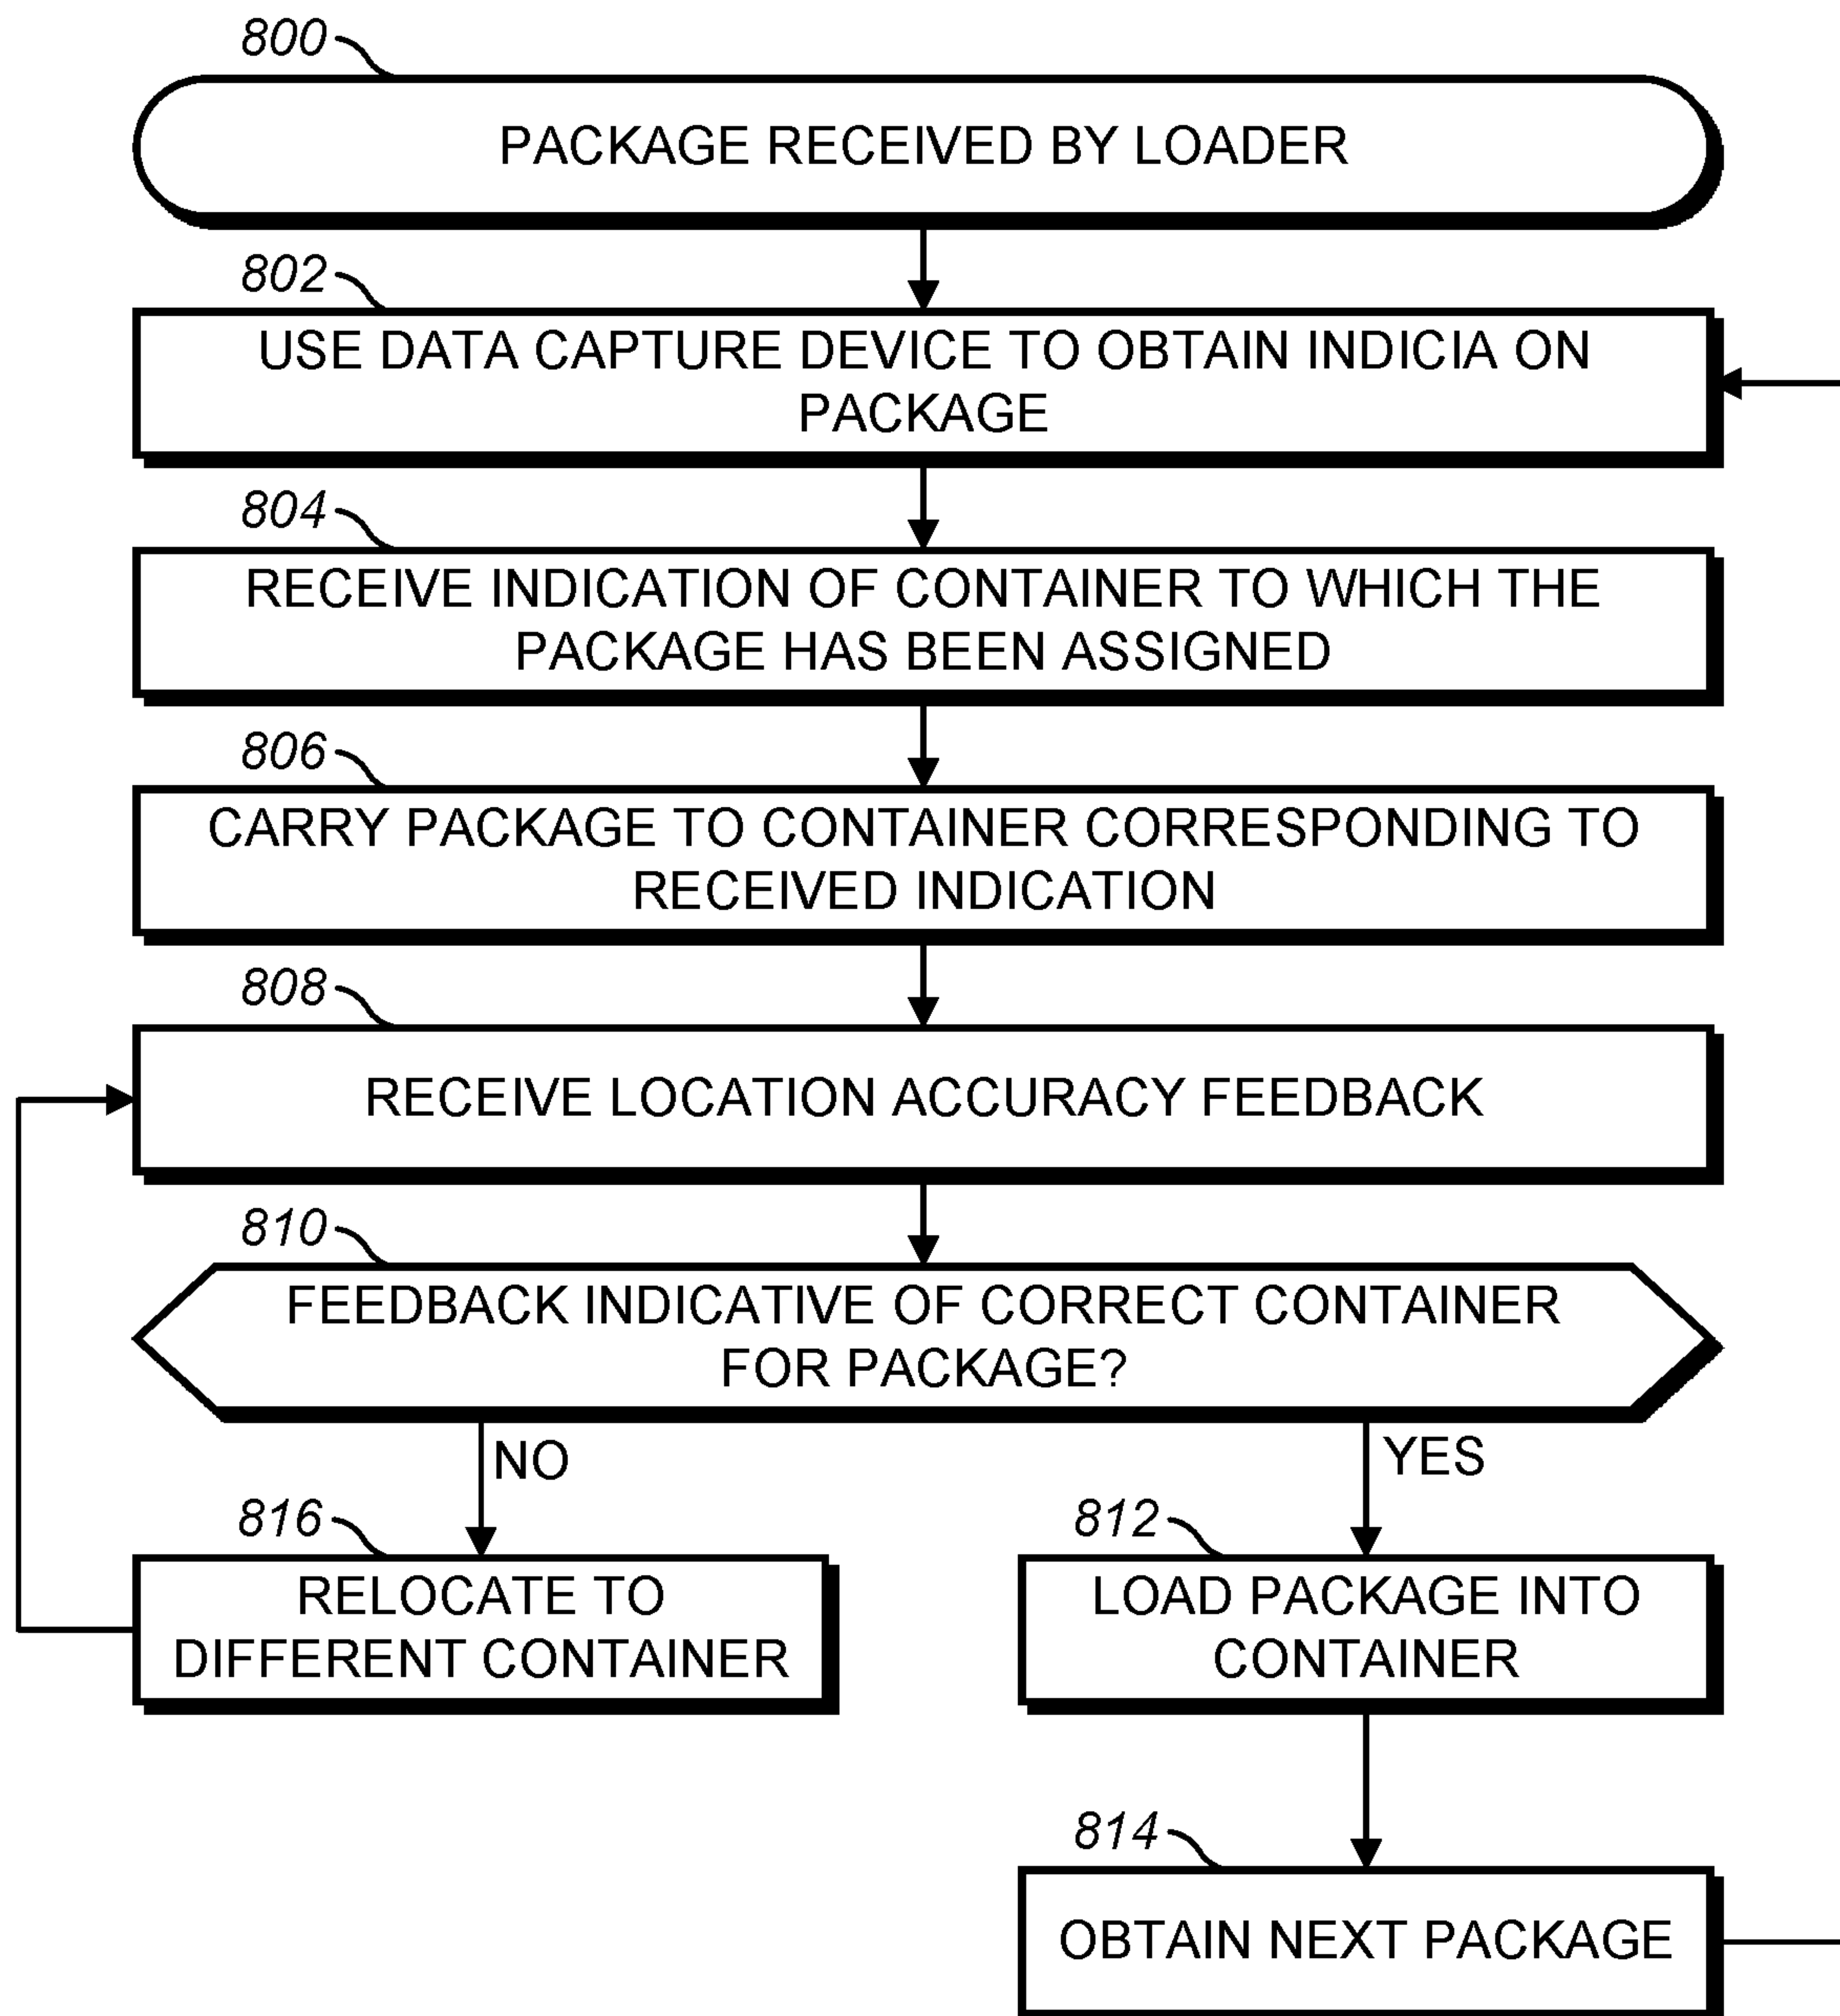 800
PACKAGE RECEIVED BY LOADER
802
USE DATA CAPTURE DEVICE TO OBTAIN INDICIA ON
PACKAGE
804
RECEIVE INDICATION OF CONTAINER TO WHICH THE
PACKAGE HAS BEEN ASSIGNED
806
CARRY PACKAGE TO CONTAINER CORRESPONDING TO
RECEIVED INDICATION
808
RECEIVE LOCATION ACCURACY FEEDBACK
810
FEEDBACK INDICATIVE OF CORRECT CONTAINER
FOR PACKAGE?
NO
YES
816
RELOCATE TO
DIFFERENT CONTAINER
812
LOAD PACKAGE INTO
CONTAINER
814
OBTAIN NEXT PACKAGE